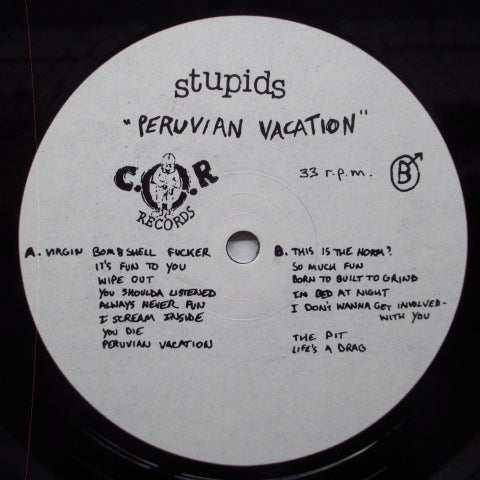 stupids
"PERUVIAN VACATION"
C.O.R
RECORDS
33 r.p.m.
B
A. VIRGIN BOMBSHELL FUCKER
IT'S FUN TO YOU
WIPE OUT
YOU SHOULDA LISTENED
ALWAYS NEVER FUN
I SCREAM INSIDE
YOU DIE
PERUVIAN VACATION
B. THIS IS THE NORM?
SO MUCH FUN
BORN TO BUILT TO GRIND
IN BED AT NIGHT
I DON'T WANNA GET INVOLVED-
WITH YOU
THE PIT
LIFE'S A DRAG